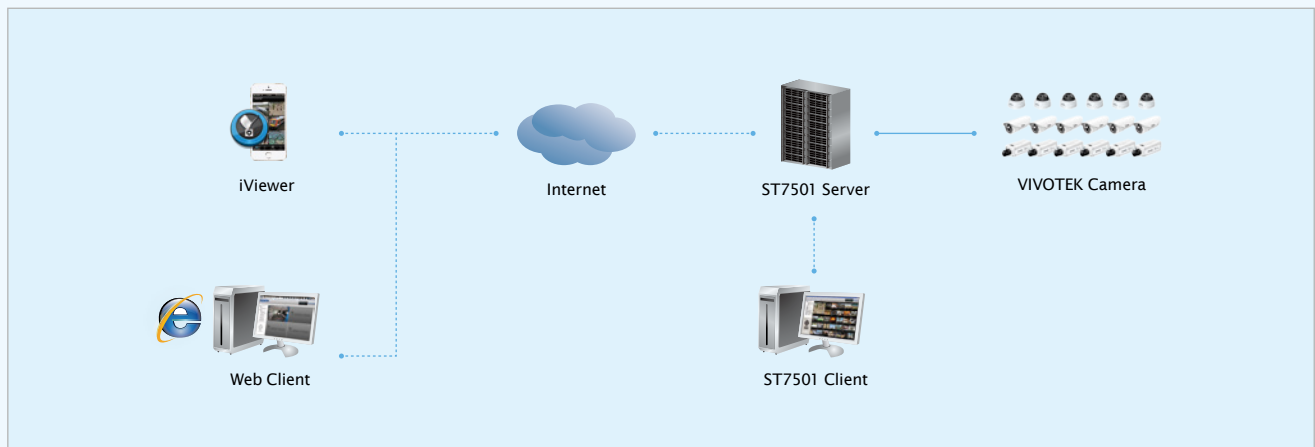 iViewer
Internet
ST7501 Server
VIVOTEK Camera
Web Client
ST7501 Client